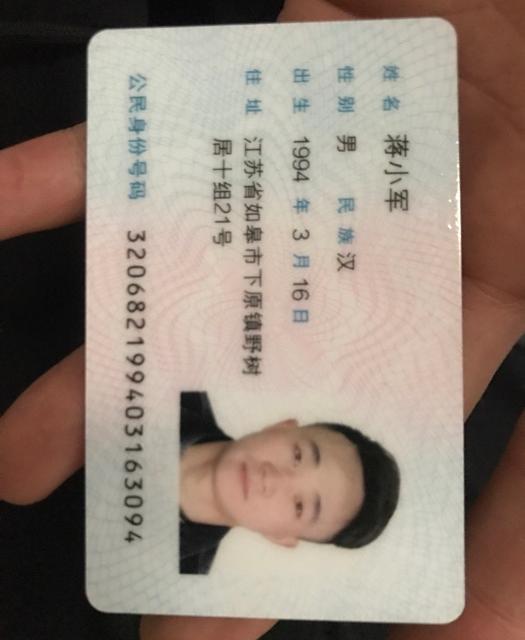 姓名 蒋小军
性别 男 民族 汉
出生 1994 年 3 月 16 日
住址 江苏省如皋市下原镇野树
居十组21号
公民身份号码 320682199403163094